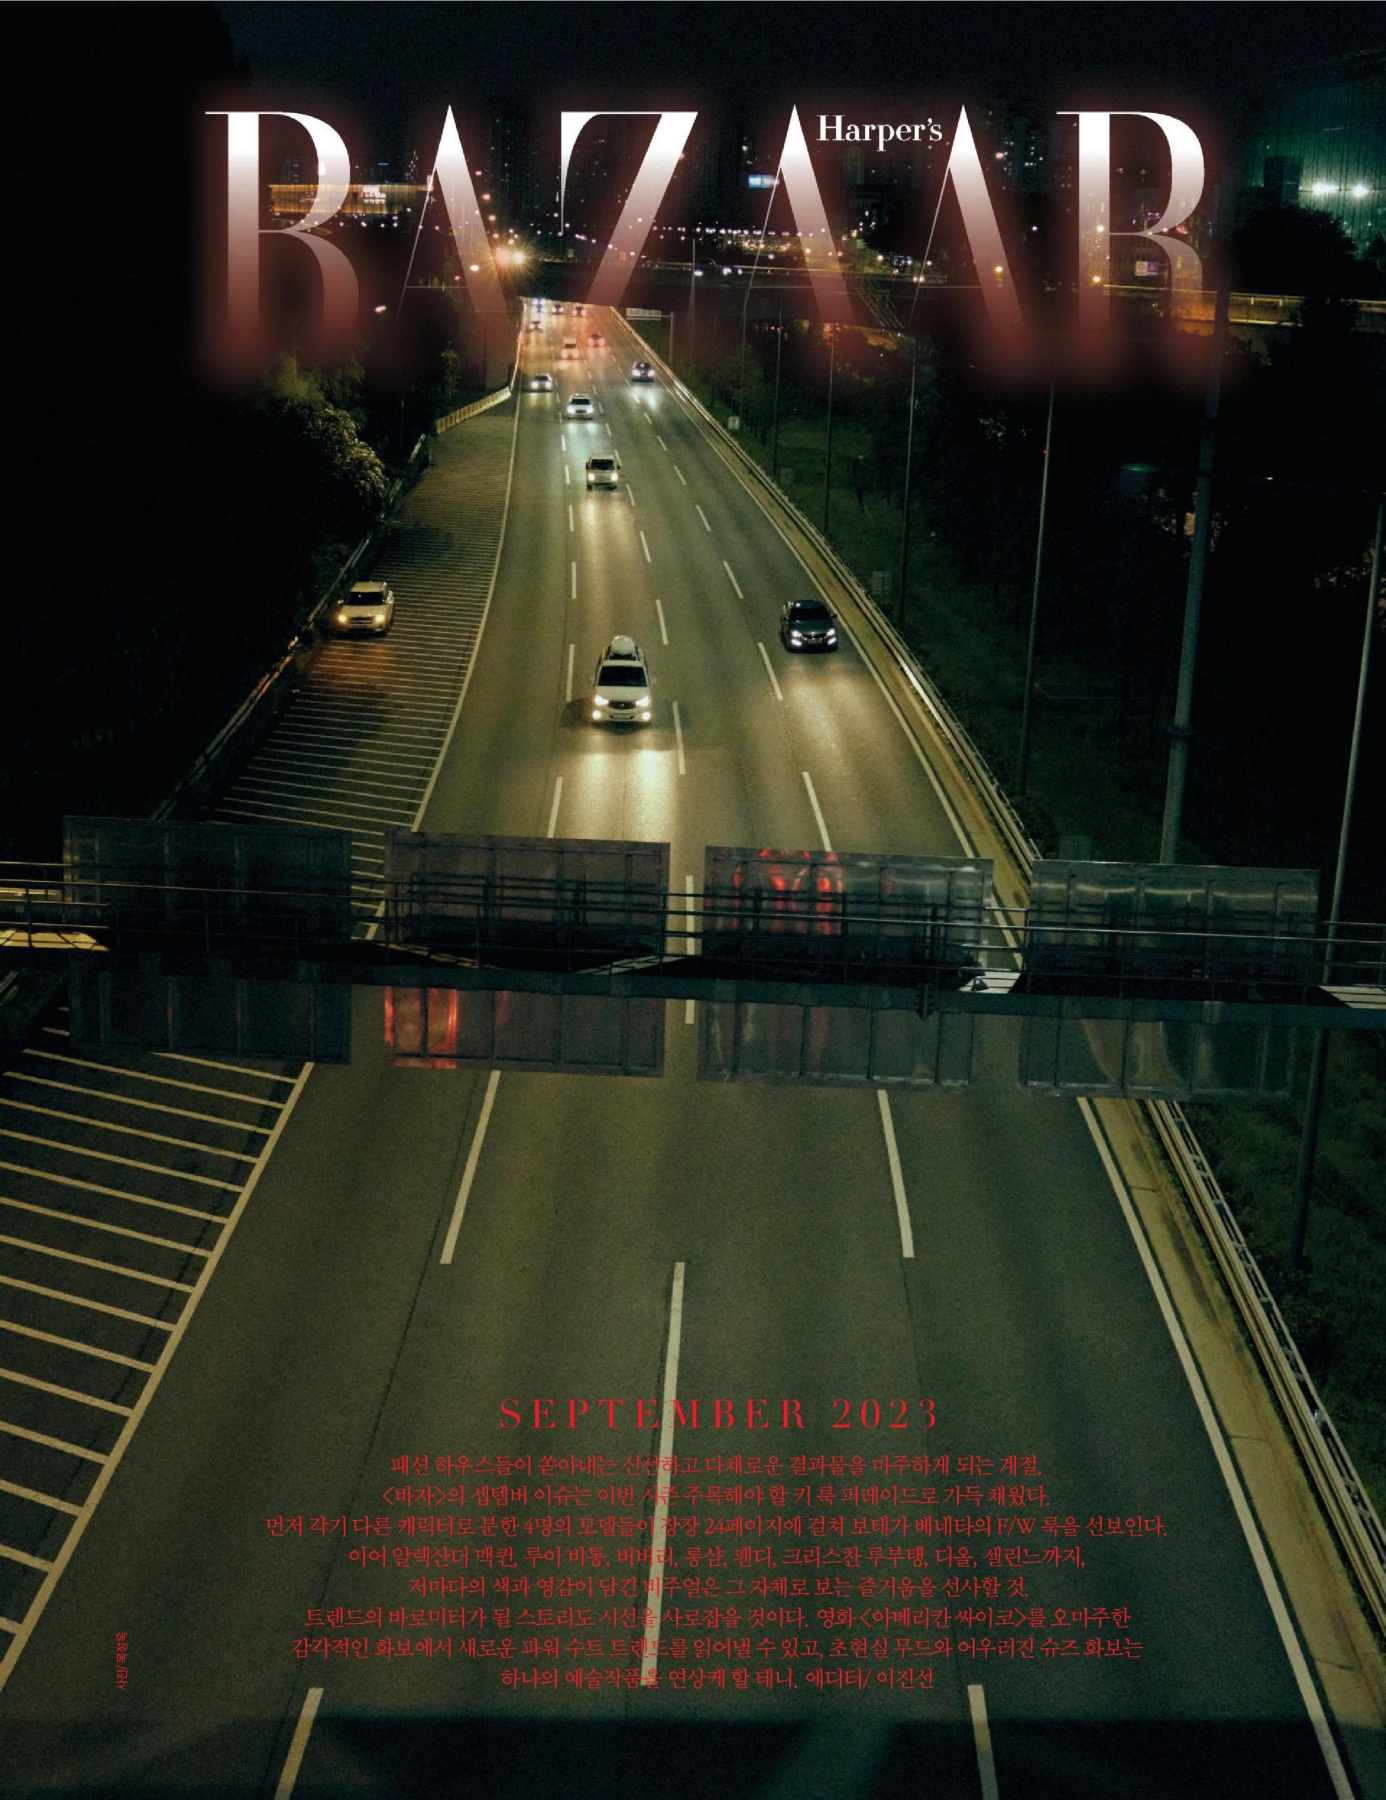 Harper's
BAZAAR
SEPTEMBER 2023
패션 하우스들이 쏟아내는 신선하고 다채로운 결과물을 마주하게 되는 계절,
<바자>의 셉템버 이슈는 이번 시즌 주목해야 할 키 룩 퍼레이드로 가득 채웠다.
먼저 각기 다른 캐릭터로 분한 4명의 모델들이 장장 24페이지에 걸쳐 보테가 베네타의 F/W 룩을 선보인다.
이어 알렉산더 맥퀸, 루이 비통, 버버리, 롱샴, 펜디, 크리스찬 루부탱, 디올, 셀린느까지,
저마다의 색과 영감이 담긴 비주얼은 그 자체로 보는 즐거움을 선사할 것.
트렌드의 바로미터가 될 스토리도 시선을 사로잡을 것이다. 영화 <아메리칸 싸이코>를 오마주한
감각적인 화보에서 새로운 파워 수트 트렌드를 읽어낼 수 있고, 초현실 무드와 어우러진 슈즈 화보는
하나의 예술작품을 연상케 할 테니. 에디터/ 이진선
사진/ 목정욱